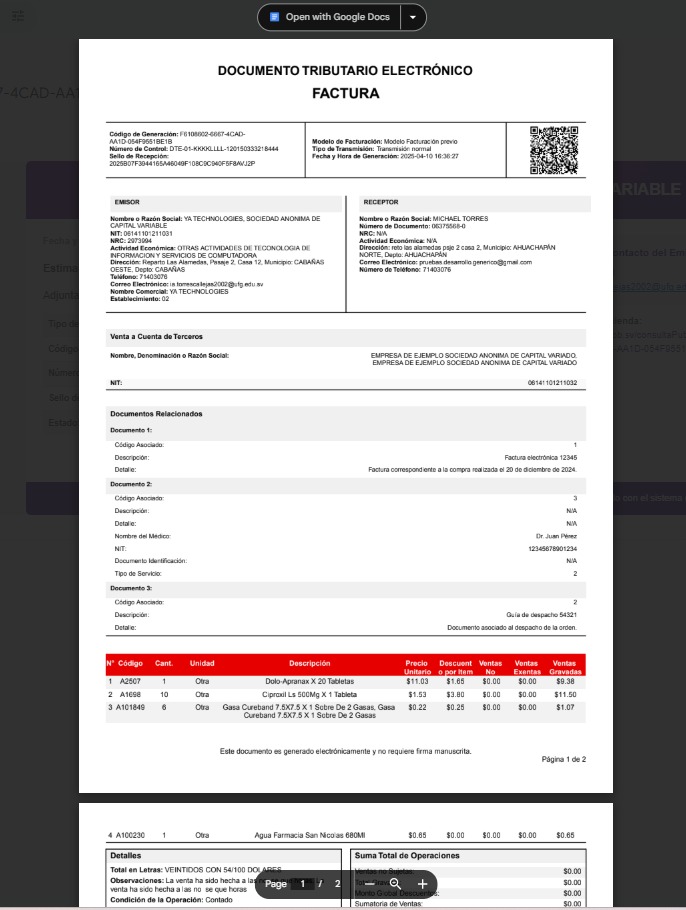 Open with Google Docs
DOCUMENTO TRIBUTARIO ELECTRÓNICO
FACTURA
Código de Generación: F6108602-6667-4CAD-
AA1D-054F9551BE1B
Número de Control: DTE-01-KKKKLLLL-120150333218444
Sello de Recepción:
2025B07F3944165A46049F108C9C940F5F8AVJ2P
Modelo de Facturación: Modelo Facturación previo
Tipo de Transmisión: Transmisión normal
Fecha y Hora de Generación: 2025-04-10 16:36:27
EMISOR
Nombre o Razón Social: YA TECHNOLOGIES, SOCIEDAD ANONIMA DE
CAPITAL VARIABLE
NIT: 06141101211031
NRC: 2973994
Actividad Económica: OTRAS ACTIVIDADES DE TECONOLOGIA DE
INFORMACION Y SERVICIOS DE COMPUTADORA
Dirección: Reparto Las Alamedas, Pasaje 2, Casa 12, Municipio: CABAÑAS
OESTE, Depto: CABAÑAS
Teléfono: 71403076
Correo Electrónico: ia.torrescallejas2002@ufg.edu.sv
Nombre Comercial: YA TECHNOLOGIES
Establecimiento: 02
RECEPTOR
Nombre o Razón Social: MICHAEL TORRES
Número de Documento: 06375568-0
NRC: N/A
Actividad Económica: N/A
Dirección: reto las alamedas psje 2 casa 2, Municipio: AHUACHAPÁN
NORTE, Depto: AHUACHAPÁN
Correo Electrónico: pruebas.desarrollo.generico@gmail.com
Número de Teléfono: 71403076
Venta a Cuenta de Terceros
Nombre, Denominación o Razón Social: EMPRESA DE EJEMPLO SOCIEDAD ANONIMA DE CAPITAL VARIADO,
EMPRESA DE EJEMPLO SOCIEDAD ANONIMA DE CAPITAL VARIADO
NIT: 06141101211032
Documentos Relacionados
Documento 1:
Código Asociado: 1
Descripción: Factura electrónica 12345
Detalle: Factura correspondiente a la compra realizada el 20 de diciembre de 2024.
Documento 2:
Código Asociado: 3
Descripción: N/A
Detalle: N/A
Nombre del Médico: Dr. Juan Pérez
NIT: 12345678901234
Documento Identificación: N/A
Tipo de Servicio: 2
Documento 3:
Código Asociado: 2
Descripción: Guía de despacho 54321
Detalle: Documento asociado al despacho de la orden.
N° Código Cant. Unidad Descripción Precio Descuent Ventas Ventas Ventas
Unitario o por Item No Exentas Gravadas
1 A2507 1 Otra Dolo-Apranax X 20 Tabletas $11.03 $1.65 $0.00 $0.00 $9.38
2 A1698 10 Otra Ciproxil Ls 500Mg X 1 Tableta $1.53 $3.80 $0.00 $0.00 $11.50
3 A101849 6 Otra Gasa Cureband 7.5X7.5 X 1 Sobre De 2 Gasas, Gasa $0.22 $0.25 $0.00 $0.00 $1.07
Cureband 7.5X7.5 X 1 Sobre De 2 Gasas
Este documento es generado electrónicamente y no requiere firma manuscrita.
Página 1 de 2
4 A100230 1 Otra Agua Farmacia San Nicolas 680Ml $0.65 $0.00 $0.00 $0.00 $0.65
Detalles
Total en Letras: VEINTIDOS CON 54/100 DOLARES
Observaciones: La venta ha sido hecha a las
venta ha sido hecha a las no se que horas
Condición de la Operación: Contado
Suma Total de Operaciones
Ventas no Sujetas: $0.00
$0.00
Monto Global Descuentos: $0.00
Sumatoria de Ventas: $0.00
Page 1 / 2